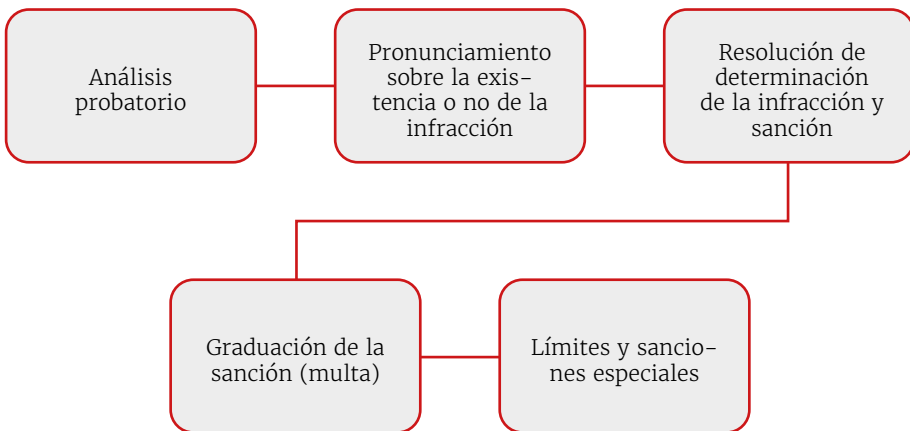 Análisis
probatorio
Pronunciamiento
sobre la exis-
tencia o no de la
infracción
Resolución de
determinación
de la infracción y
sanción
Graduación de la
sanción (multa)
Límites y sancio-
nes especiales